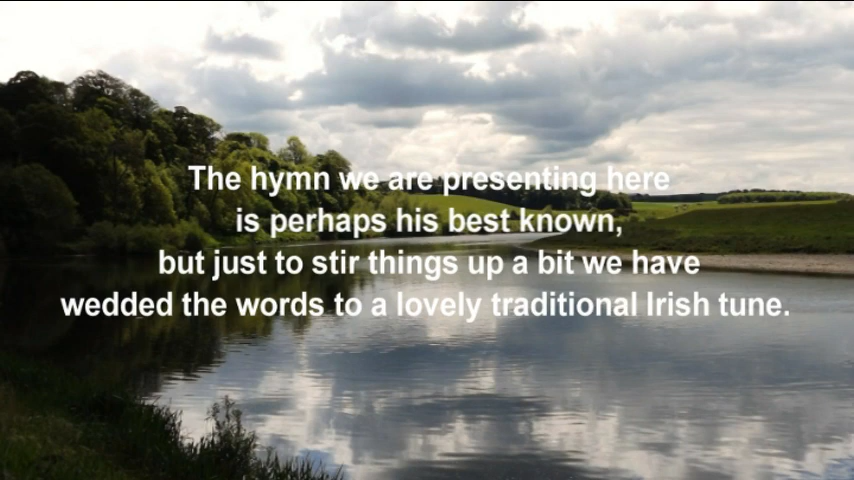 The hymn we are presenting here
is perhaps his best known,
but just to stir things up a bit we have
wedded the words to a lovely traditional Irish tune.